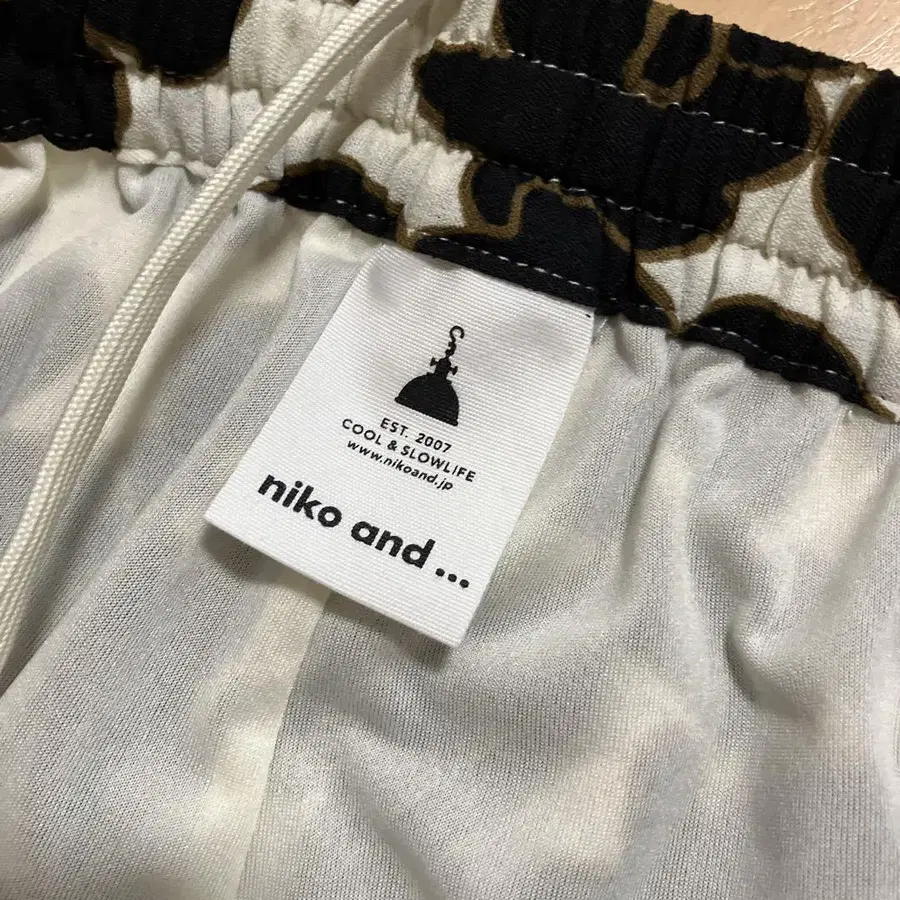 EST. 2007
COOL & SLOWLIFE
www.nikoand.jp
niko and ...